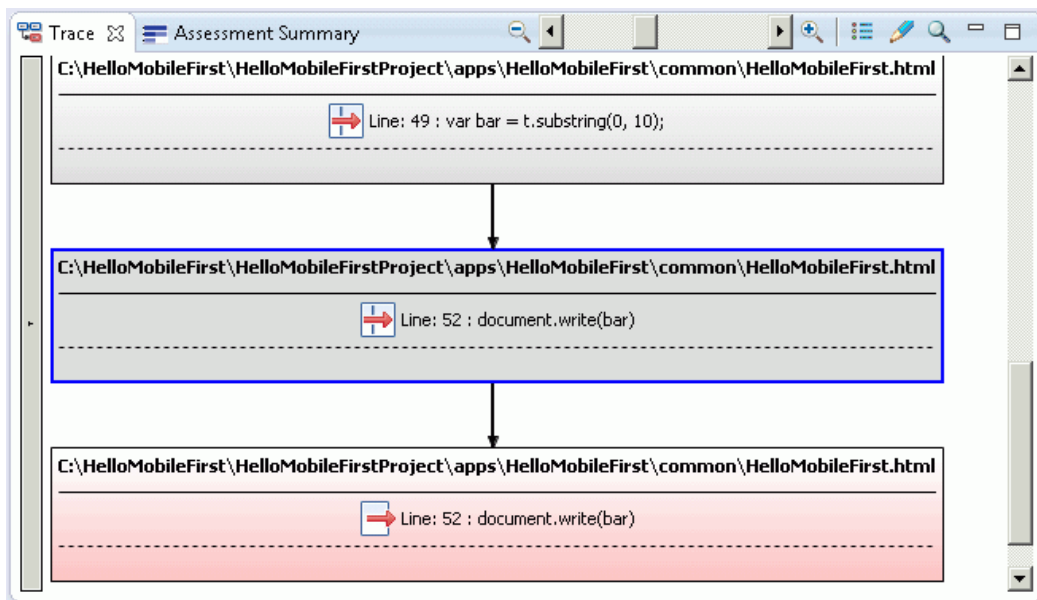 Trace Assessment Summary
C:\HelloMobileFirst\HelloMobileFirstProject\apps\HelloMobileFirst\common\HelloMobileFirst.html
Line: 49 : var bar = t.substring(0, 10);
C:\HelloMobileFirst\HelloMobileFirstProject\apps\HelloMobileFirst\common\HelloMobileFirst.html
Line: 52 : document.write(bar)
C:\HelloMobileFirst\HelloMobileFirstProject\apps\HelloMobileFirst\common\HelloMobileFirst.html
Line: 52 : document.write(bar)